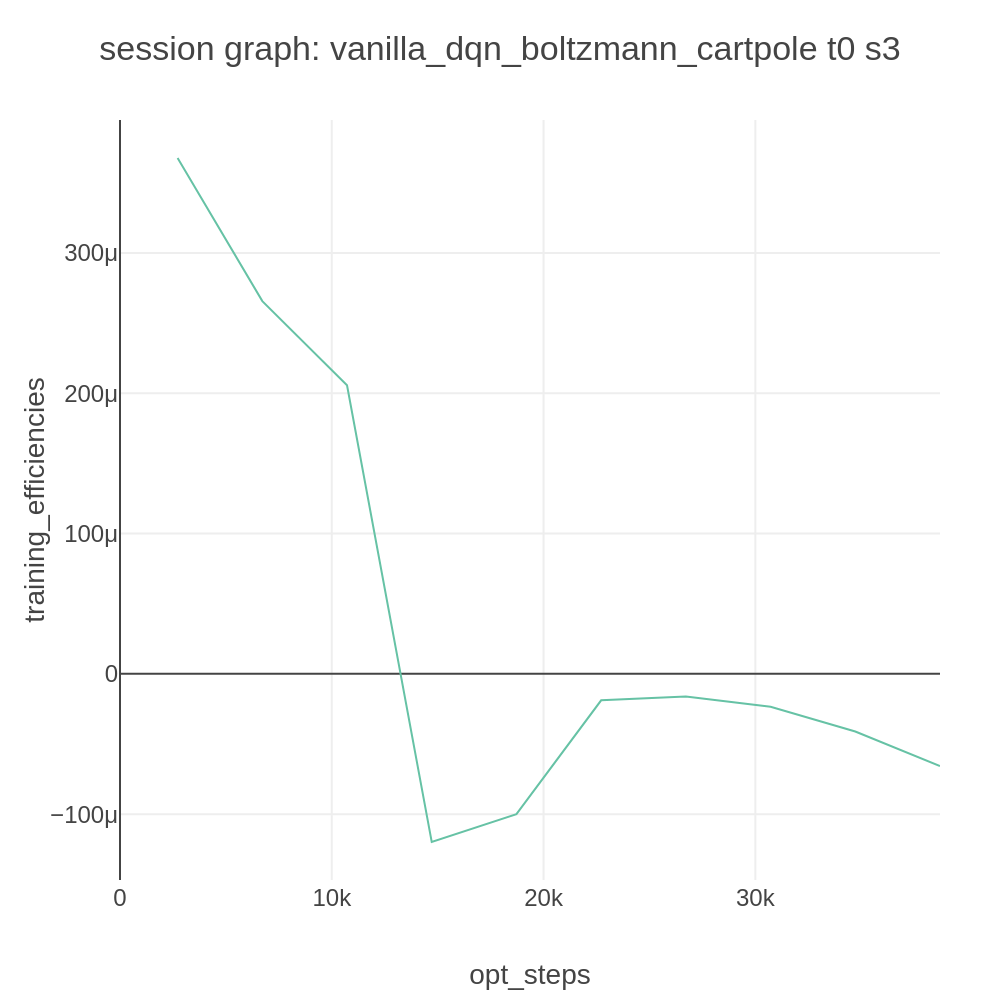 session graph: vanilla_dqn_boltzmann_cartpole t0 s3
training_efficiencies
300μ
200μ
100μ
0
−100μ
0
10k
20k
30k
opt_steps